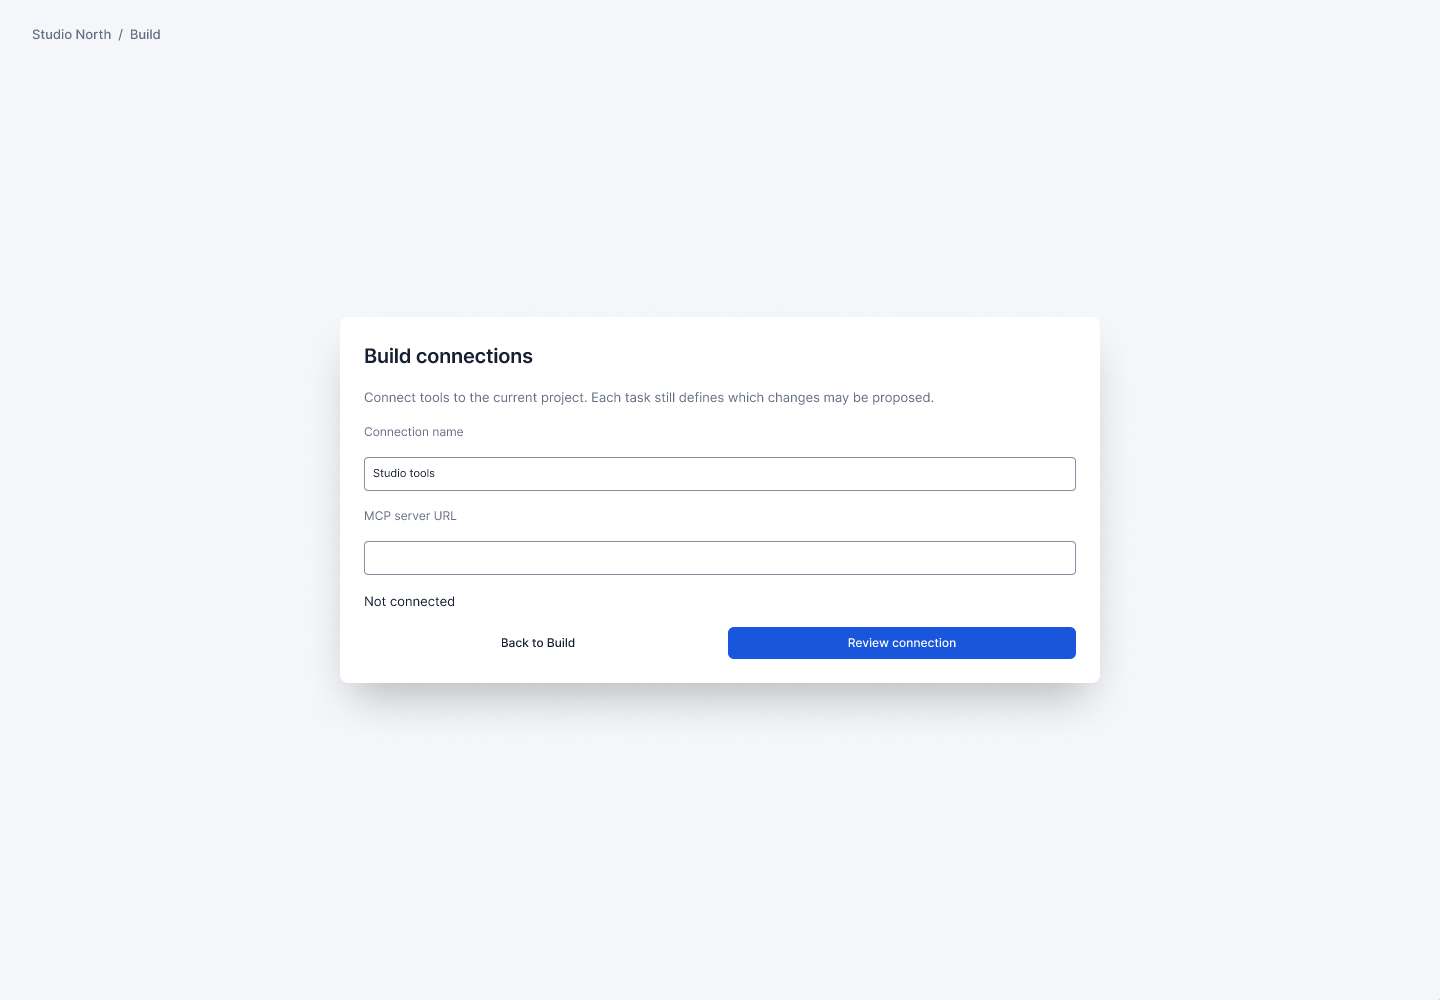 Studio North / Build
Build connections
Connect tools to the current project. Each task still defines which changes may be proposed.
Connection name
Studio tools
MCP server URL
Not connected
Back to Build
Review connection